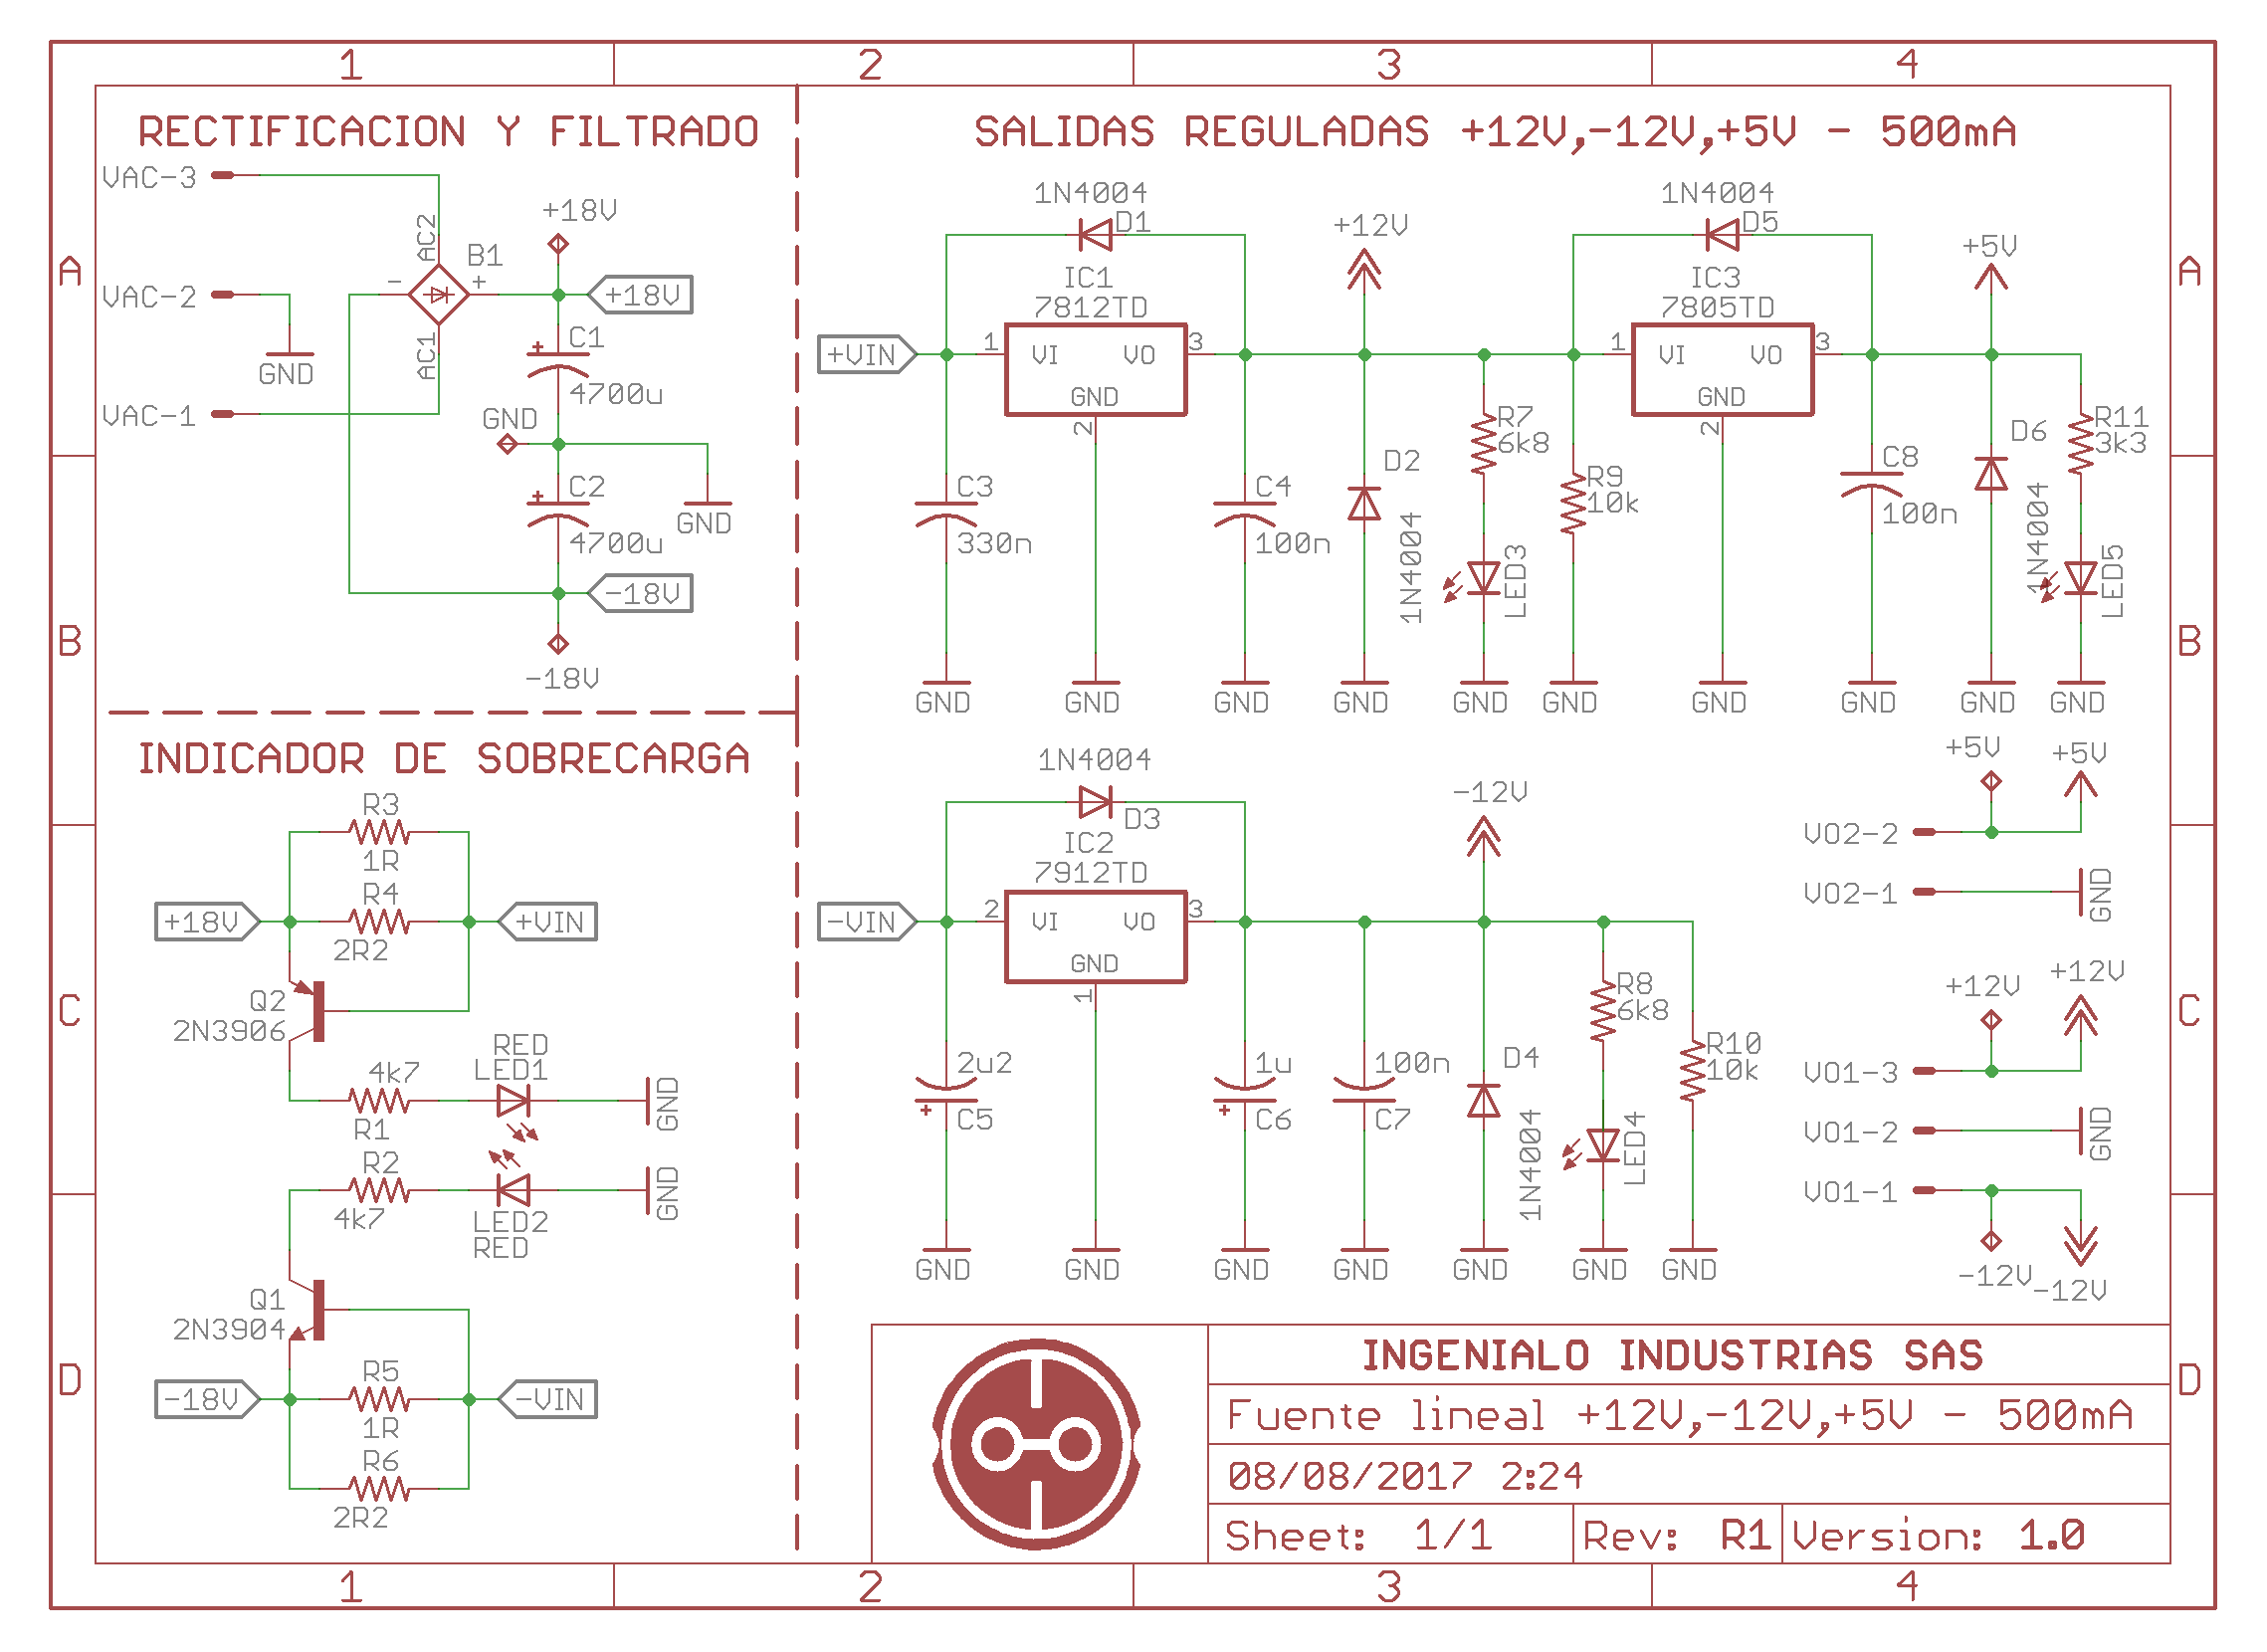 1 2 3 4
A
B
C
D
RECTIFICACION Y FILTRADO
VAC-3
VAC-2
VAC-1
GND
AC2
AC1
B1
-
+
+18V
+18V
C1
+
4700u
GND
C2
+
4700u
GND
-18V
-18V
INDICADOR DE SOBRECARGA
R3
1R
R4
2R2
+18V
+VIN
Q2
2N3906
4k7
R1
RED
LED1
GND
R2
4k7
LED2
RED
GND
Q1
2N3904
R5
1R
-18V
-VIN
R6
2R2
SALIDAS REGULADAS +12V,-12V,+5V - 500mA
1N4004
D1
IC1
7812TD
+VIN
1
VI VO
GND
3
2
C3
330n
C4
100n
+12V
D2
1N4004
R7
6k8
LED3
R9
10k
1N4004
D5
IC3
7805TD
1
VI VO
GND
3
2
C8
100n
+5V
D6
1N4004
R11
3k3
LED5
GND GND GND GND GND GND GND GND GND GND
1N4004
D3
IC2
7912TD
-VIN
2
VI VO
GND
3
1
2u2
+
C5
1u
+
C6
100n
C7
-12V
D4
1N4004
R8
6k8
LED4
R10
10k
GND GND GND GND GND GND GND
+5V +5V
VO2-2
VO2-1
GND
+12V +12V
VO1-3
VO1-2
GND
VO1-1
-12V -12V
INGENIALO INDUSTRIAS SAS
Fuente lineal +12V,-12V,+5V - 500mA
08/08/2017 2:24
Sheet: 1/1 Rev: R1 Version: 1.0
A
B
C
D
1 2 3 4